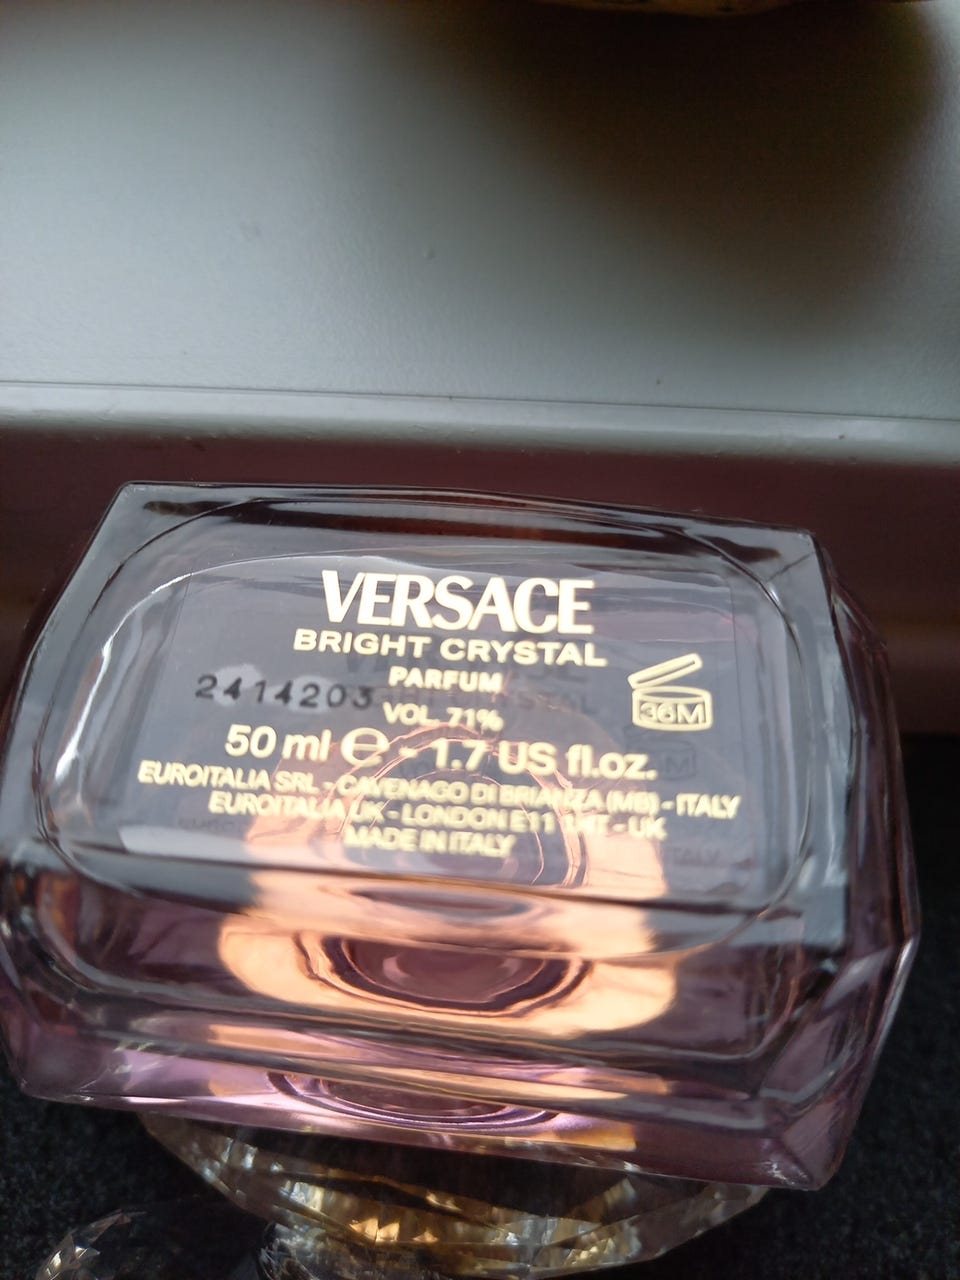 VERSACE
BRIGHT CRYSTAL
PARFUM
2414203
VOL. 71%
36M
50 ml ℮ - 1.7 US fl.oz.
EUROITALIA SRL - CAVENAGO DI BRIANZA (MB) - ITALY
EUROITALIA UK - LONDON E11 - UK
MADE IN ITALY